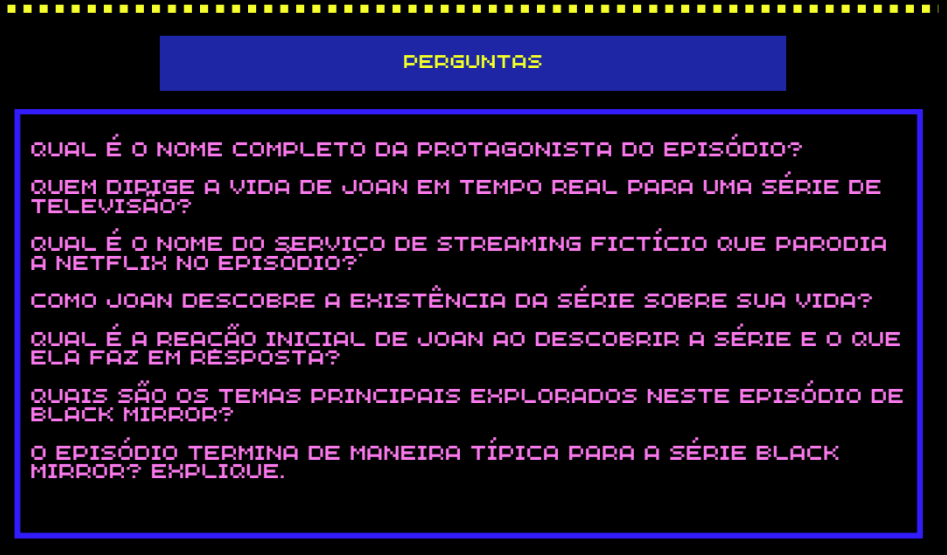 PERGUNTAS
QUAL É O NOME COMPLETO DA PROTAGONISTA DO EPISÓDIO?
QUEM DIRIGE A VIDA DE JOAN EM TEMPO REAL PARA UMA SÉRIE DE
TELEVISÃO?
QUAL É O NOME DO SERVIÇO DE STREAMING FICTÍCIO QUE PARODIA
A NETFLIX NO EPISÓDIO?
COMO JOAN DESCOBRE A EXISTÊNCIA DA SÉRIE SOBRE SUA VIDA?
QUAL É A REAÇÃO INICIAL DE JOAN AO DESCOBRIR A SÉRIE E O QUE
ELA FAZ EM RESPOSTA?
QUAIS SÃO OS TEMAS PRINCIPAIS EXPLORADOS NESTE EPISÓDIO DE
BLACK MIRROR?
O EPISÓDIO TERMINA DE MANEIRA TÍPICA PARA A SÉRIE BLACK
MIRROR? EXPLIQUE.